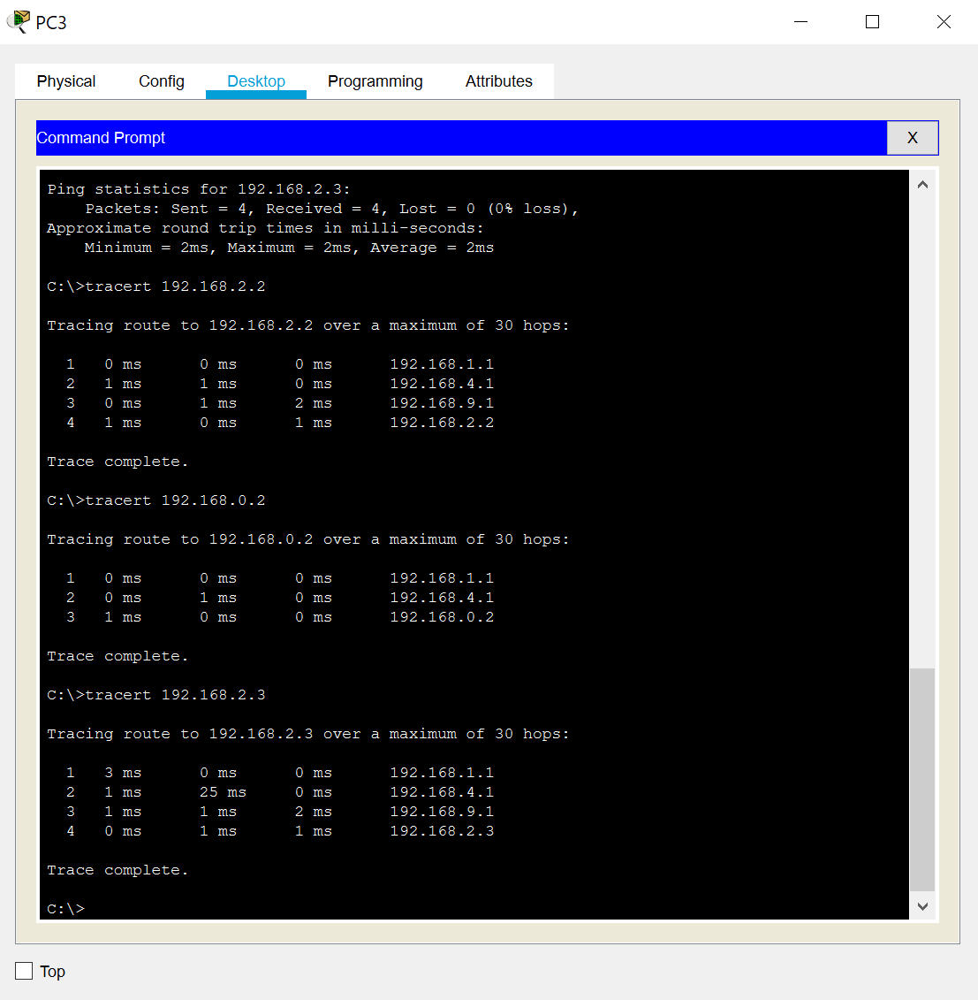 PC3
Physical Config Desktop Programming Attributes
Command Prompt X
Ping statistics for 192.168.2.3:
    Packets: Sent = 4, Received = 4, Lost = 0 (0% loss),
Approximate round trip times in milli-seconds:
    Minimum = 2ms, Maximum = 2ms, Average = 2ms
C:\>tracert 192.168.2.2
Tracing route to 192.168.2.2 over a maximum of 30 hops:
  1   0 ms      0 ms      0 ms      192.168.1.1
  2   1 ms      1 ms      0 ms      192.168.4.1
  3   0 ms      1 ms      2 ms      192.168.9.1
  4   1 ms      0 ms      1 ms      192.168.2.2
Trace complete.
C:\>tracert 192.168.0.2
Tracing route to 192.168.0.2 over a maximum of 30 hops:
  1   0 ms      0 ms      0 ms      192.168.1.1
  2   0 ms      1 ms      0 ms      192.168.4.1
  3   1 ms      0 ms      0 ms      192.168.0.2
Trace complete.
C:\>tracert 192.168.2.3
Tracing route to 192.168.2.3 over a maximum of 30 hops:
  1   3 ms      0 ms      0 ms      192.168.1.1
  2   1 ms      25 ms     0 ms      192.168.4.1
  3   1 ms      1 ms      2 ms      192.168.9.1
  4   0 ms      1 ms      1 ms      192.168.2.3
Trace complete.
C:\>
Top